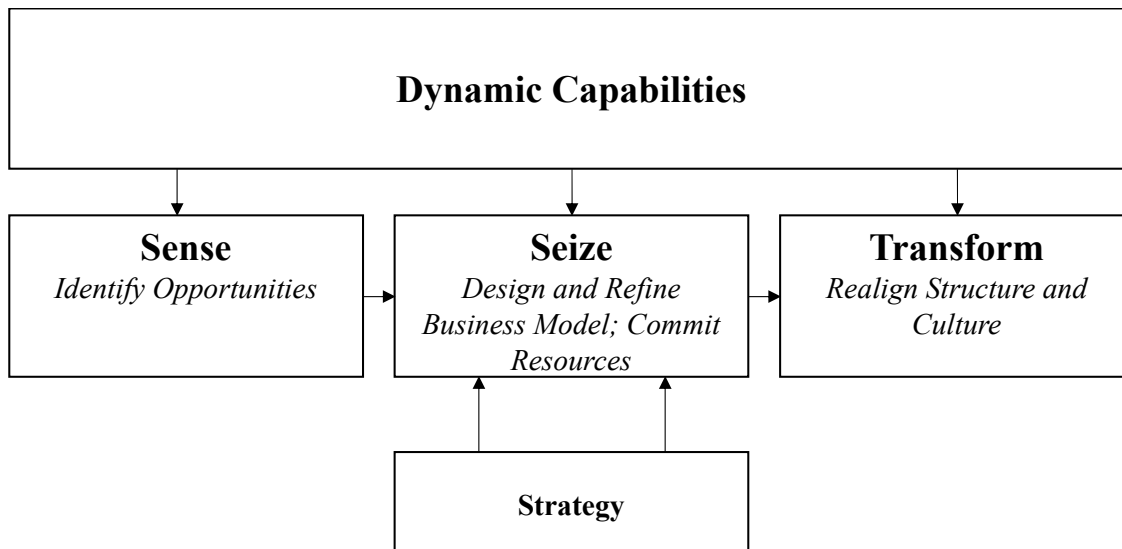 Dynamic Capabilities
Sense
Identify Opportunities
Seize
Design and Refine
Business Model; Commit
Resources
Transform
Realign Structure and
Culture
Strategy